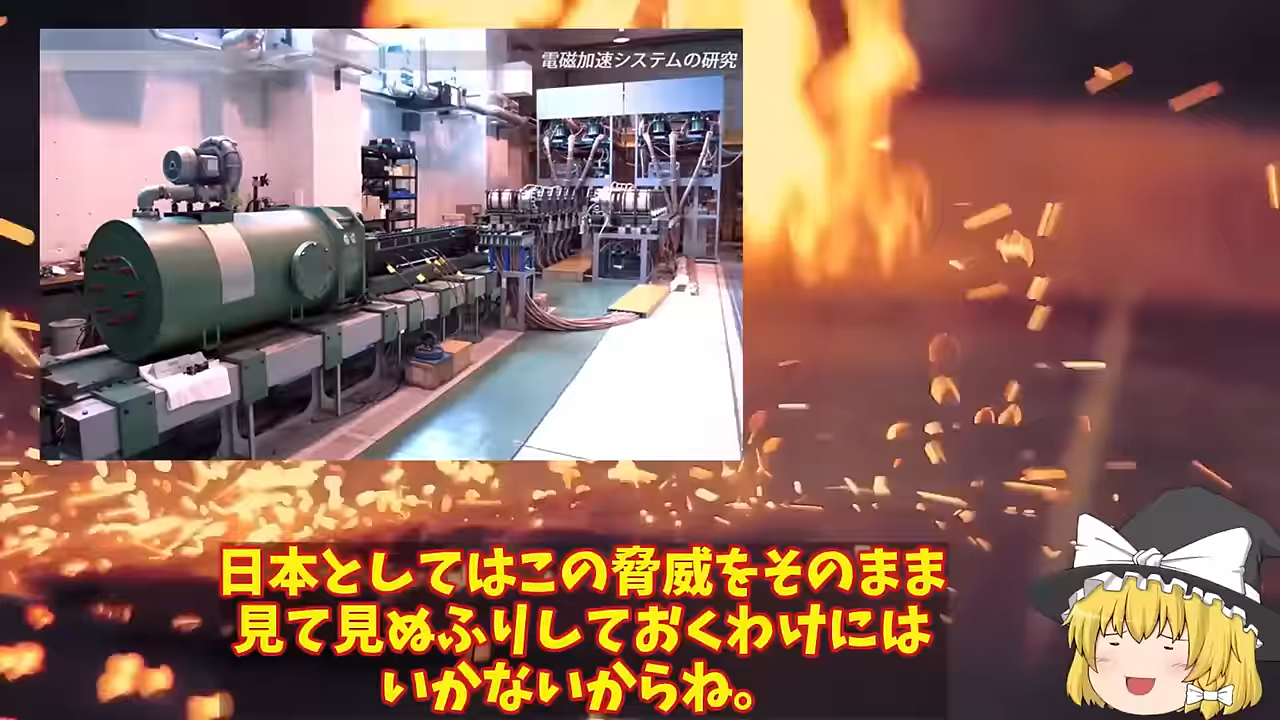 電磁加速システムの研究
日本としてはこの脅威をそのまま
見て見ぬふりしておくわけには
いかないからね。